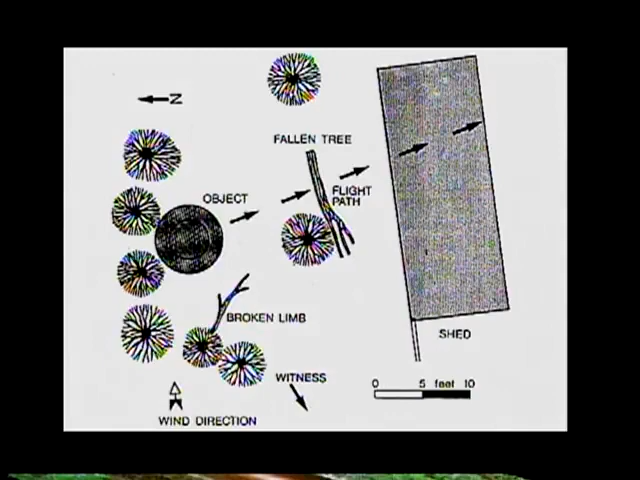 N
FALLEN TREE
OBJECT
FLIGHT
PATH
BROKEN LIMB
SHED
WITNESS
0 5 feet 10
WIND DIRECTION